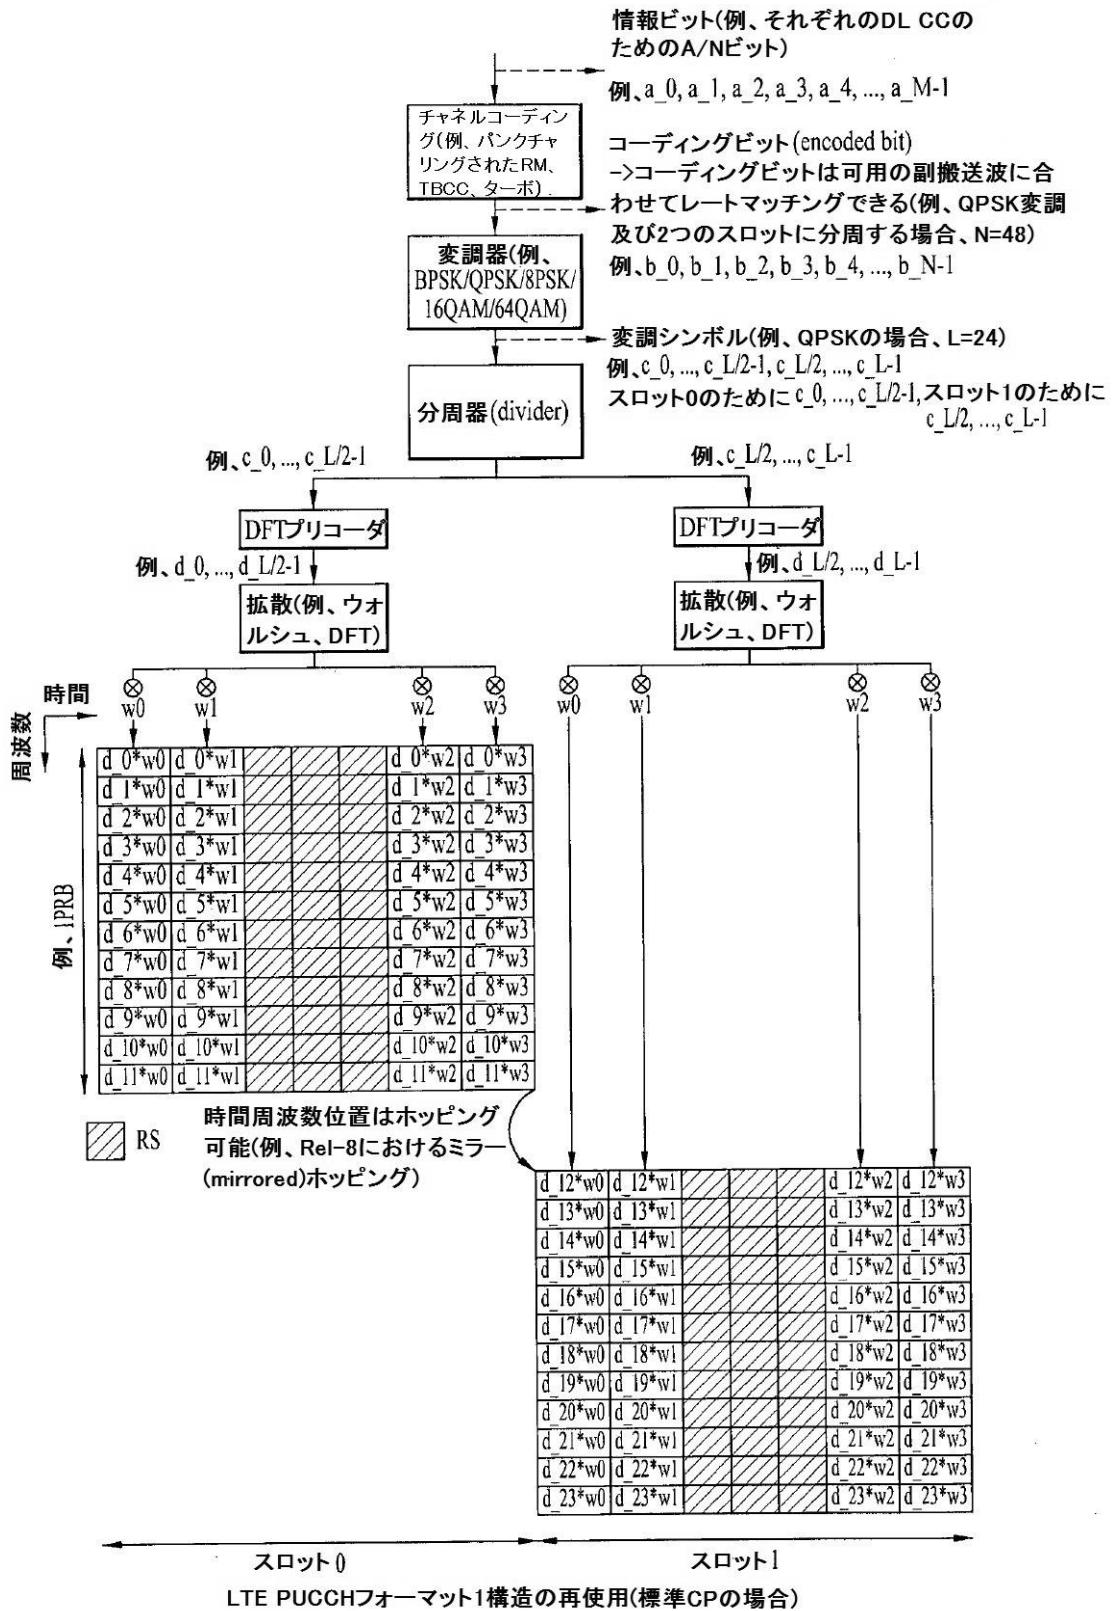 情報ビット(例、それぞれのDL CCの
ためのA/Nビット)
例、a_0, a_1, a_2, a_3, a_4, ..., a_M-1
チャネルコーディン
グ(例、パンクチャ
リングされたRM、
TBCC、ターボ)
コーディングビット(encoded bit)
->コーディングビットは可用の副搬送波に合
わせてレートマッチングできる(例、QPSK変調
及び2つのスロットに分周する場合、N=48)
例、b_0, b_1, b_2, b_3, b_4, ..., b_N-1
変調器(例、
BPSK/QPSK/8PSK/
16QAM/64QAM)
変調シンボル(例、QPSKの場合、L=24)
例、c_0, ..., c_L/2-1, c_L/2, ..., c_L-1
スロット0のために c_0, ..., c_L/2-1, スロット1のために
c_L/2, ..., c_L-1
分周器(divider)
例、c_0, ..., c_L/2-1
例、c_L/2, ..., c_L-1
DFTプリコーダ
DFTプリコーダ
例、d_0, ..., d_L/2-1
例、d_L/2, ..., d_L-1
拡散(例、ウォ
ルシュ、DFT)
拡散(例、ウォ
ルシュ、DFT)
時間
周波数
w0 w1 w2 w3 w0 w1 w2 w3
例、1PRB
d_0*w0 d_0*w1 d_0*w2 d_0*w3
d_1*w0 d_1*w1 d_1*w2 d_1*w3
d_2*w0 d_2*w1 d_2*w2 d_2*w3
d_3*w0 d_3*w1 d_3*w2 d_3*w3
d_4*w0 d_4*w1 d_4*w2 d_4*w3
d_5*w0 d_5*w1 d_5*w2 d_5*w3
d_6*w0 d_6*w1 d_6*w2 d_6*w3
d_7*w0 d_7*w1 d_7*w2 d_7*w3
d_8*w0 d_8*w1 d_8*w2 d_8*w3
d_9*w0 d_9*w1 d_9*w2 d_9*w3
d_10*w0 d_10*w1 d_10*w2 d_10*w3
d_11*w0 d_11*w1 d_11*w2 d_11*w3
RS
時間周波数位置はホッピング
可能(例、Rel-8におけるミラー
(mirrored)ホッピング)
d_12*w0 d_12*w1 d_12*w2 d_12*w3
d_13*w0 d_13*w1 d_13*w2 d_13*w3
d_14*w0 d_14*w1 d_14*w2 d_14*w3
d_15*w0 d_15*w1 d_15*w2 d_15*w3
d_16*w0 d_16*w1 d_16*w2 d_16*w3
d_17*w0 d_17*w1 d_17*w2 d_17*w3
d_18*w0 d_18*w1 d_18*w2 d_18*w3
d_19*w0 d_19*w1 d_19*w2 d_19*w3
d_20*w0 d_20*w1 d_20*w2 d_20*w3
d_21*w0 d_21*w1 d_21*w2 d_21*w3
d_22*w0 d_22*w1 d_22*w2 d_22*w3
d_23*w0 d_23*w1 d_23*w2 d_23*w3
スロット 0
スロット1
LTE PUCCHフォーマット1構造の再使用(標準CPの場合)